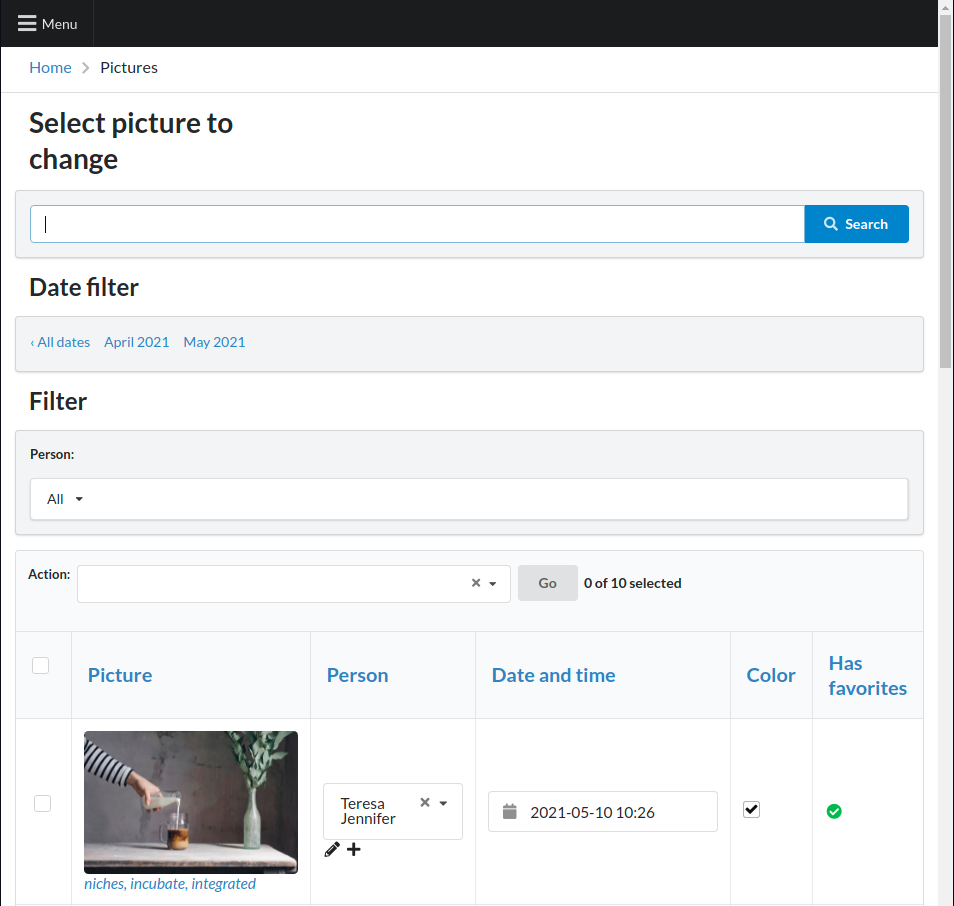 Menu
Home Pictures
Select picture to
change
Search
Date filter
‹ All dates April 2021 May 2021
Filter
Person:
All
Action:
Go 0 of 10 selected
Picture Person Date and time Color Has
favorites
Teresa
Jennifer
2021-05-10 10:26
niches, incubate, integrated